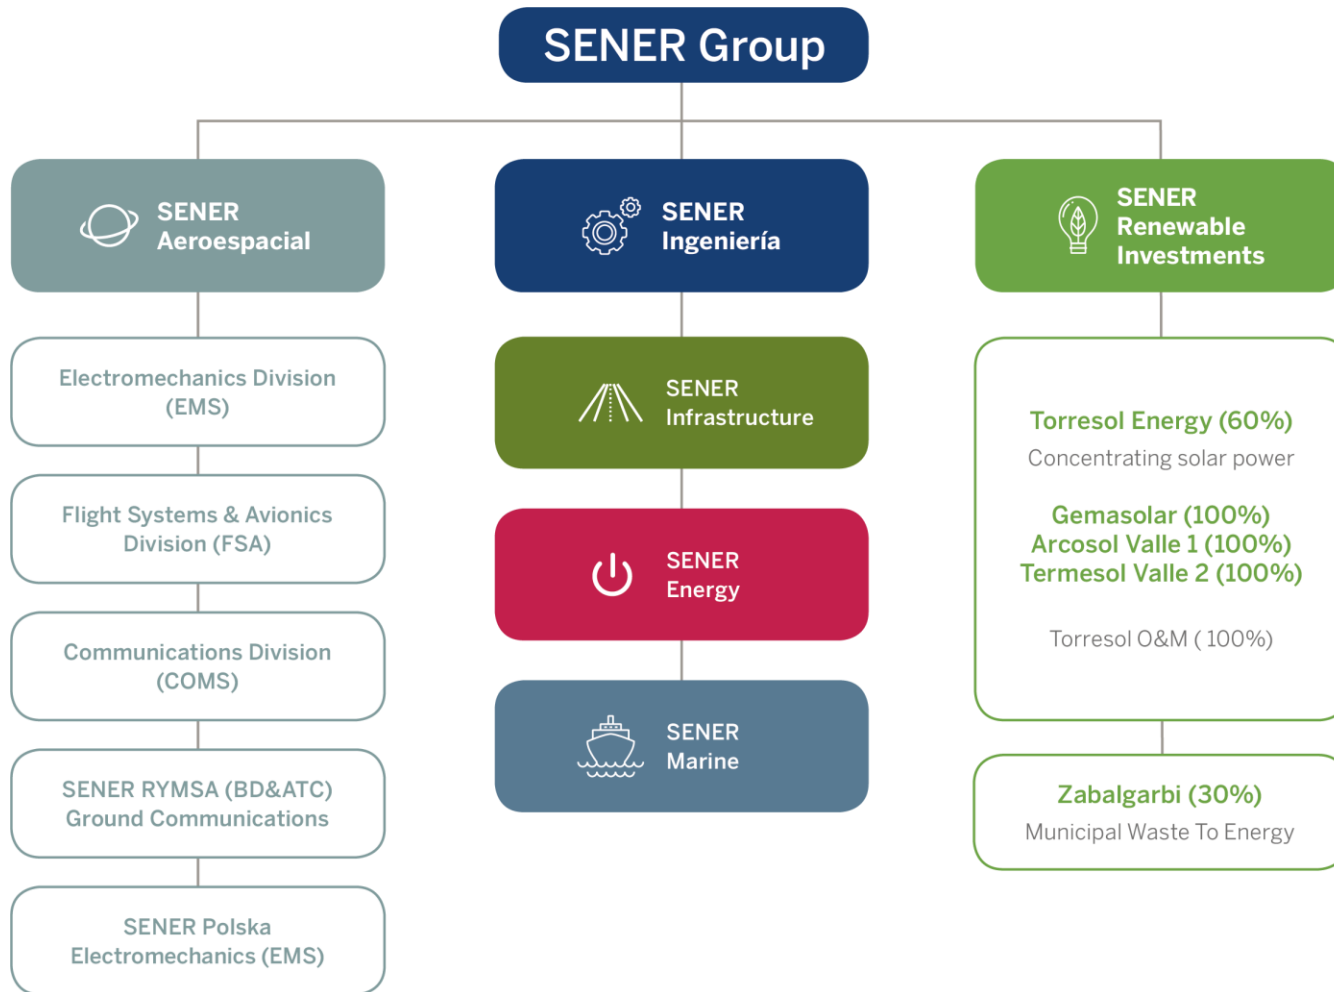 SENER Group
SENER
Aeroespacial
Electromechanics Division
(EMS)
Flight Systems & Avionics
Division (FSA)
Communications Division
(COMS)
SENER RYMSA (BD&ATC)
Ground Communications
SENER Polska
Electromechanics (EMS)
SENER
Ingeniería
SENER
Infrastructure
SENER
Energy
SENER
Marine
SENER
Renewable
Investments
Torresol Energy (60%)
Concentrating solar power
Gemasolar (100%)
Arcosol Valle 1 (100%)
Termesol Valle 2 (100%)
Torresol O&M ( 100%)
Zabalgarbi (30%)
Municipal Waste To Energy